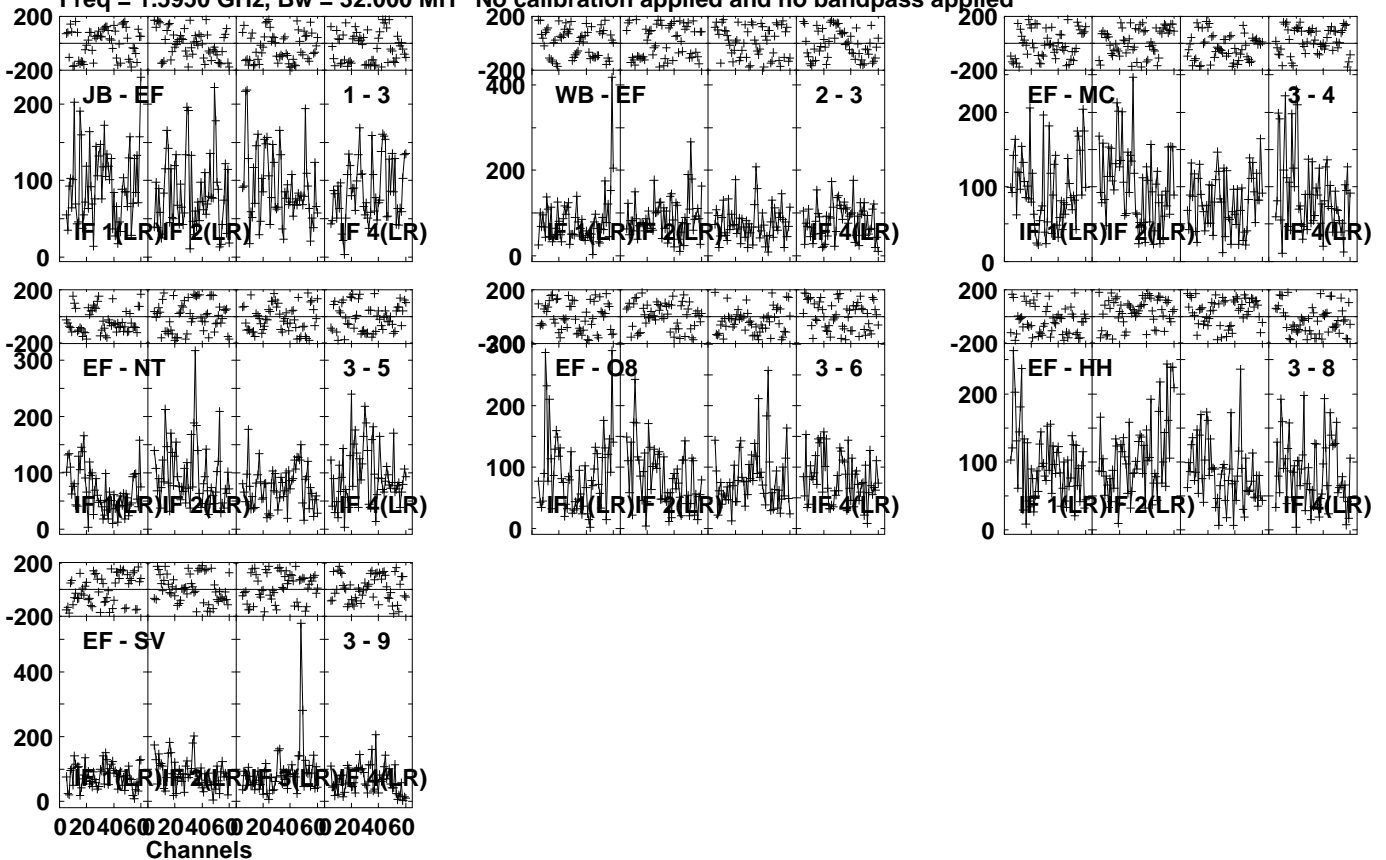 Freq = 1.5950 GHz, Bw = 32.000 MH No calibration applied and no bandpass applied
200
-200
JB - EF 1 - 3
200
100
0
IF 1(LR) IF 2(LR) IF 4(LR)
200
-200
WB - EF 2 - 3
400
200
0
IF 1(LR) IF 2(LR) IF 4(LR)
200
-200
EF - MC 3 - 4
200
100
0
IF 1(LR) IF 2(LR) IF 4(LR)
200
-200
EF - NT 3 - 5
300
200
100
0
IF 1(LR) IF 2(LR) IF 4(LR)
200
-200
EF - O8 3 - 6
300
200
100
0
IF 1(LR) IF 2(LR) IF 4(LR)
200
-200
EF - HH 3 - 8
200
100
0
IF 1(LR) IF 2(LR) IF 4(LR)
200
-200
EF - SV 3 - 9
400
200
0
IF 1(LR) IF 2(LR) IF 3(LR) IF 4(LR)
0 20 40 60 0 20 40 60 0 20 40 60 0 20 40 60
Channels